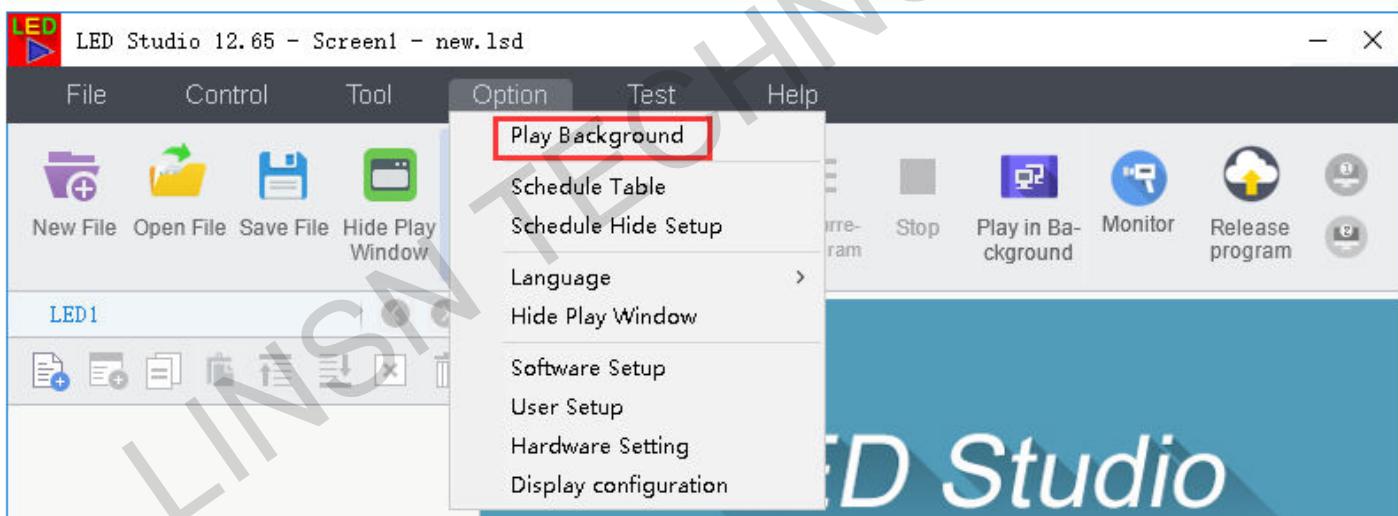 LED
LED Studio 12.65 - Screen1 - new.lsd
File Control Tool Option Test Help
Play Background
Schedule Table
Schedule Hide Setup
Language
Hide Play Window
Software Setup
User Setup
Hardware Setting
Display configuration
New File
Open File
Save File
Hide Play
Window
rre-
ram
Stop
Play in Ba-
ckground
Monitor
Release
program
LED1
ED Studio
LINSN TECHN